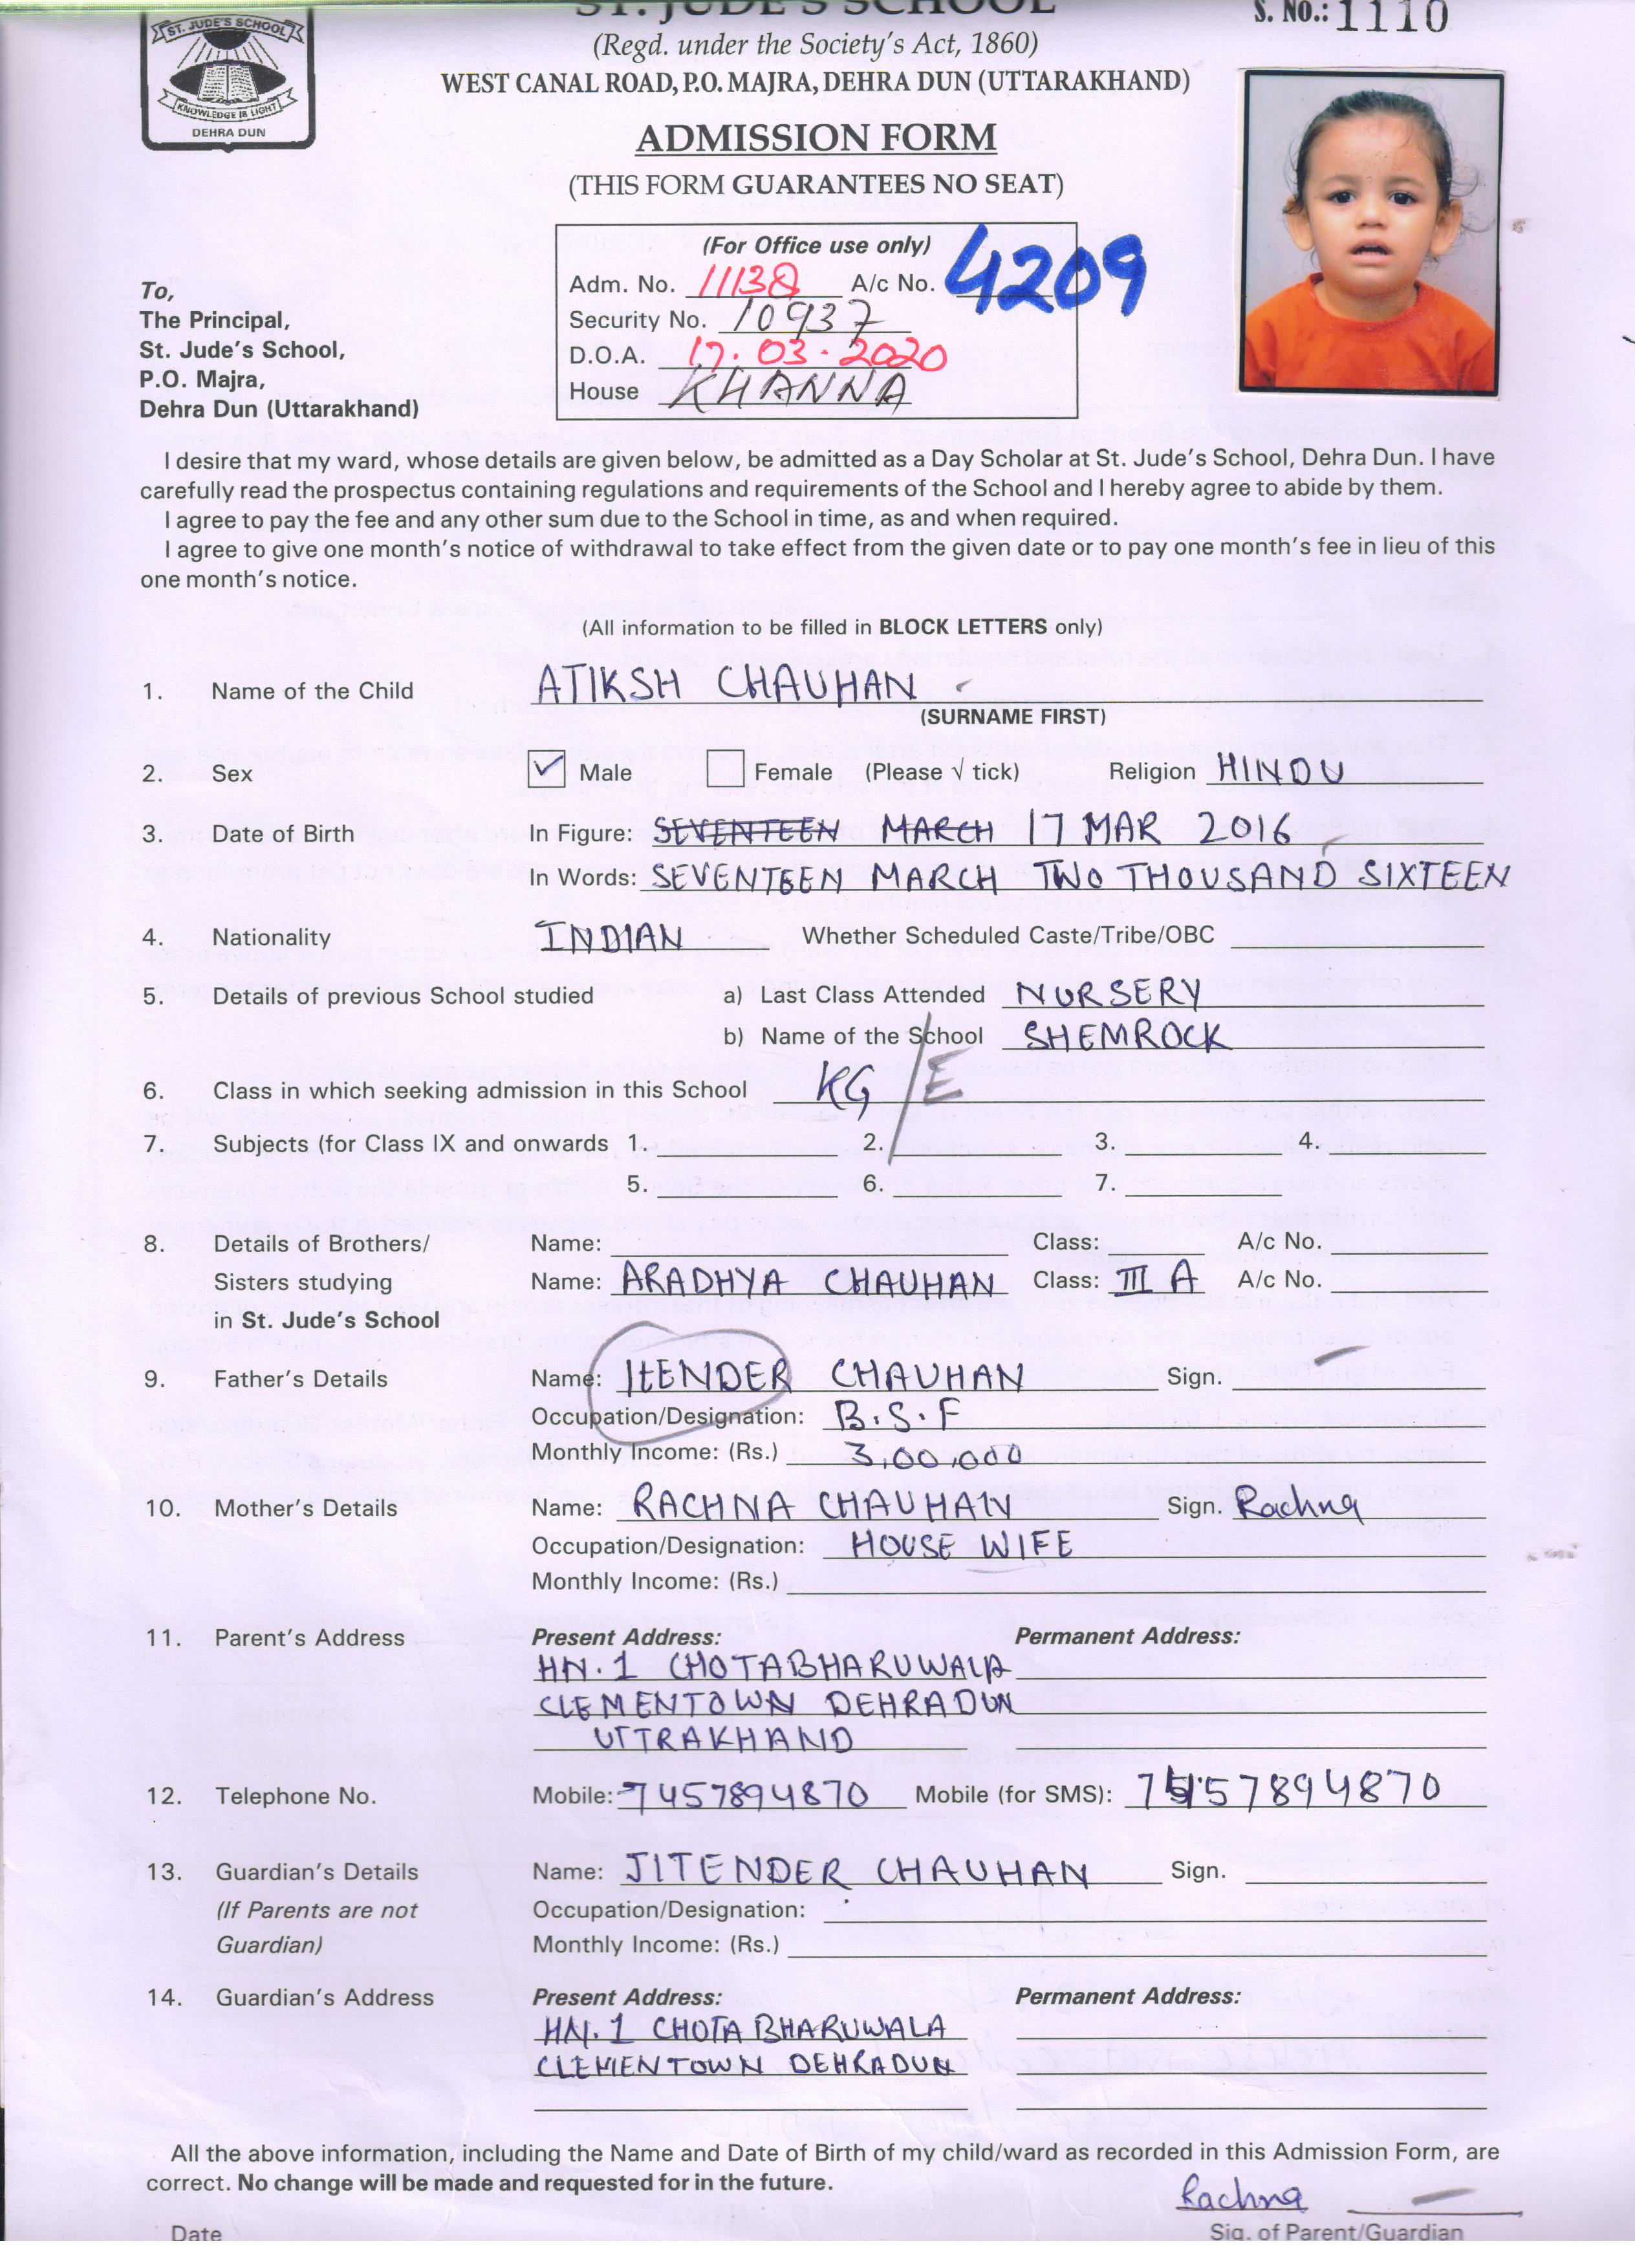 ST. JUDE'S SCHOOL
S. No.: 1110
(Regd. under the Society's Act, 1860)
WEST CANAL ROAD, P.O. MAJRA, DEHRA DUN (UTTARAKHAND)
ST. JUDE'S SCHOOL
KNOWLEDGE IS LIGHT
DEHRA DUN
ADMISSION FORM
(THIS FORM GUARANTEES NO SEAT)
(For Office use only)
Adm. No. 11138 A/c No. 4209
Security No. 10937
D.O.A. 17.03.2020
House KHANNA
To,
The Principal,
St. Jude's School,
P.O. Majra,
Dehra Dun (Uttarakhand)
I desire that my ward, whose details are given below, be admitted as a Day Scholar at St. Jude's School, Dehra Dun. I have
carefully read the prospectus containing regulations and requirements of the School and I hereby agree to abide by them.
I agree to pay the fee and any other sum due to the School in time, as and when required.
I agree to give one month's notice of withdrawal to take effect from the given date or to pay one month's fee in lieu of this
one month's notice.
(All information to be filled in BLOCK LETTERS only)
1. Name of the Child ATIKSH CHAUHAN
(SURNAME FIRST)
2. Sex ✓ Male Female (Please √ tick) Religion HINDU
3. Date of Birth In Figure: SEVENTEEN MARCH 17 MAR 2016
In Words: SEVENTEEN MARCH TWO THOUSAND SIXTEEN
4. Nationality INDIAN Whether Scheduled Caste/Tribe/OBC
5. Details of previous School studied a) Last Class Attended NURSERY
b) Name of the School SHEMROCK
6. Class in which seeking admission in this School KG/E
7. Subjects (for Class IX and onwards 1. 2. 3. 4.
5. 6. 7.
8. Details of Brothers/ Name: Class: A/c No.
Sisters studying Name: ARADHYA CHAUHAN Class: III A A/c No.
in St. Jude's School
9. Father's Details Name: ItENDER CHAUHAN Sign.
Occupation/Designation: B.S.F
Monthly Income: (Rs.) 3,00,000
10. Mother's Details Name: RACHNA CHAUHAN Sign. Rachna
Occupation/Designation: HOUSE WIFE
Monthly Income: (Rs.)
11. Parent's Address Present Address: Permanent Address:
HN.1 CHOTABHARUWALA
CLEMENTOWN DEHRADUN
UTTRAKHAND
12. Telephone No. Mobile: 7457894870 Mobile (for SMS): 7457894870
13. Guardian's Details Name: JITENDER CHAUHAN Sign.
(If Parents are not Occupation/Designation:
Guardian) Monthly Income: (Rs.)
14. Guardian's Address Present Address: Permanent Address:
HN.1 CHOTA BHARUWALA
CLEMENTOWN DEHRADUN
All the above information, including the Name and Date of Birth of my child/ward as recorded in this Admission Form, are
correct. No change will be made and requested for in the future.
Rachna
Date Sig. of Parent/Guardian